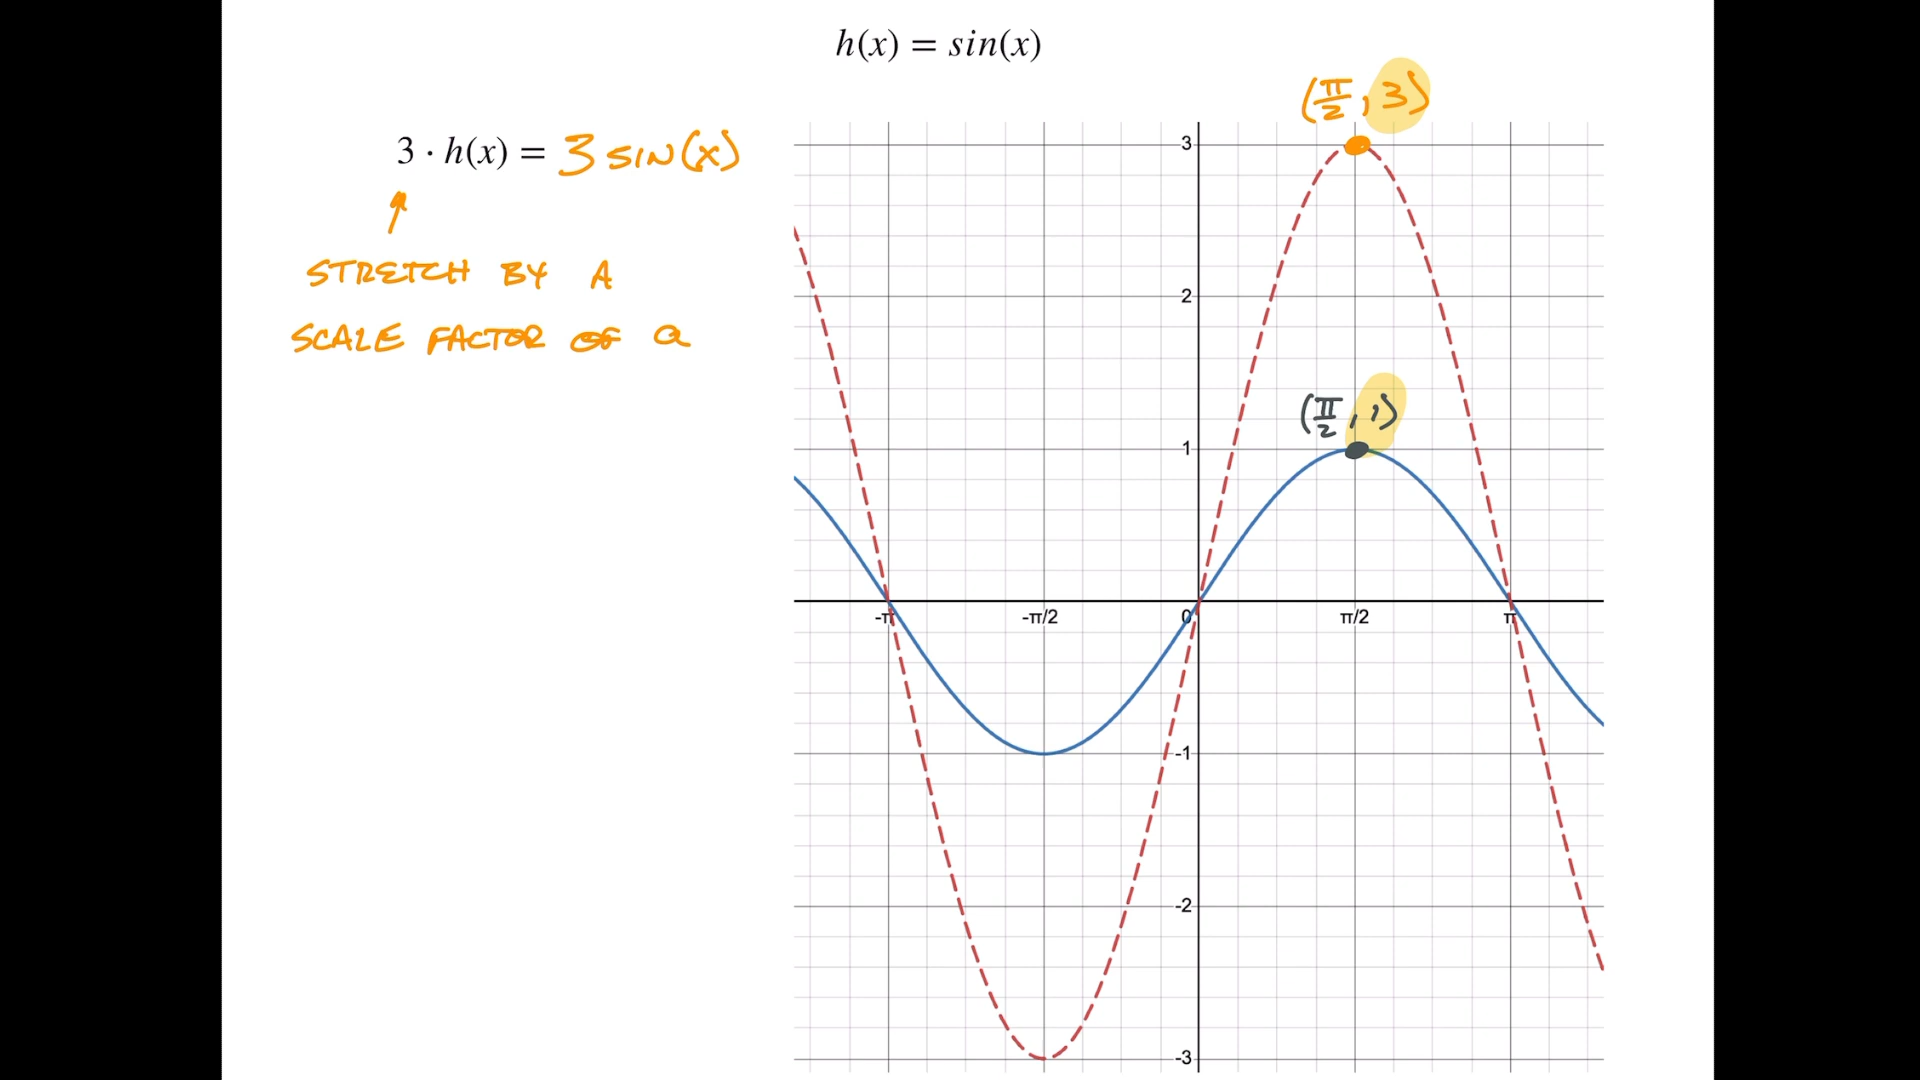 h(x) = sin(x)
(π/2, 3)
3 · h(x) = 3 SIN(x)
STRETCH BY A
SCALE FACTOR OF a
(π/2, 1)
3
2
1
-π
-π/2
0
π/2
π
-1
-2
-3